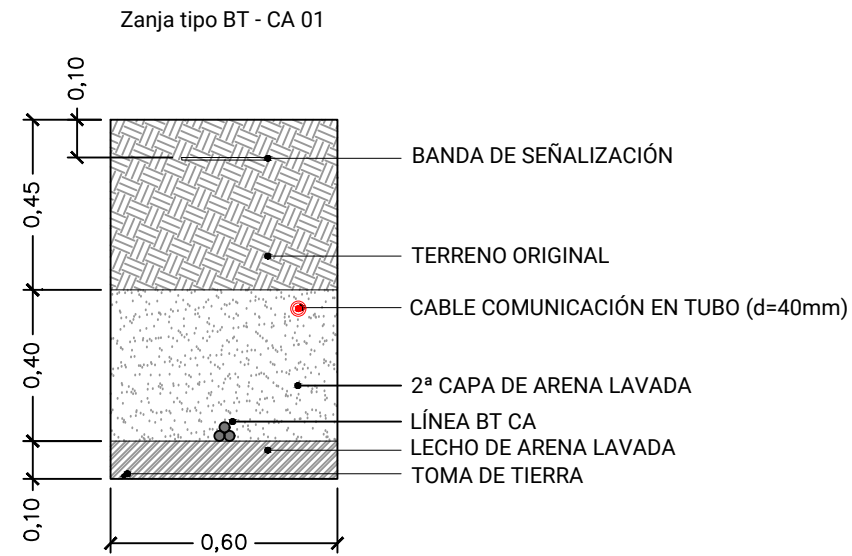 Zanja tipo BT - CA 01
0,10
BANDA DE SEÑALIZACIÓN
0,45
TERRENO ORIGINAL
CABLE COMUNICACIÓN EN TUBO (d=40mm)
0,40
2ª CAPA DE ARENA LAVADA
LÍNEA BT CA
LECHO DE ARENA LAVADA
TOMA DE TIERRA
0,10
0,60